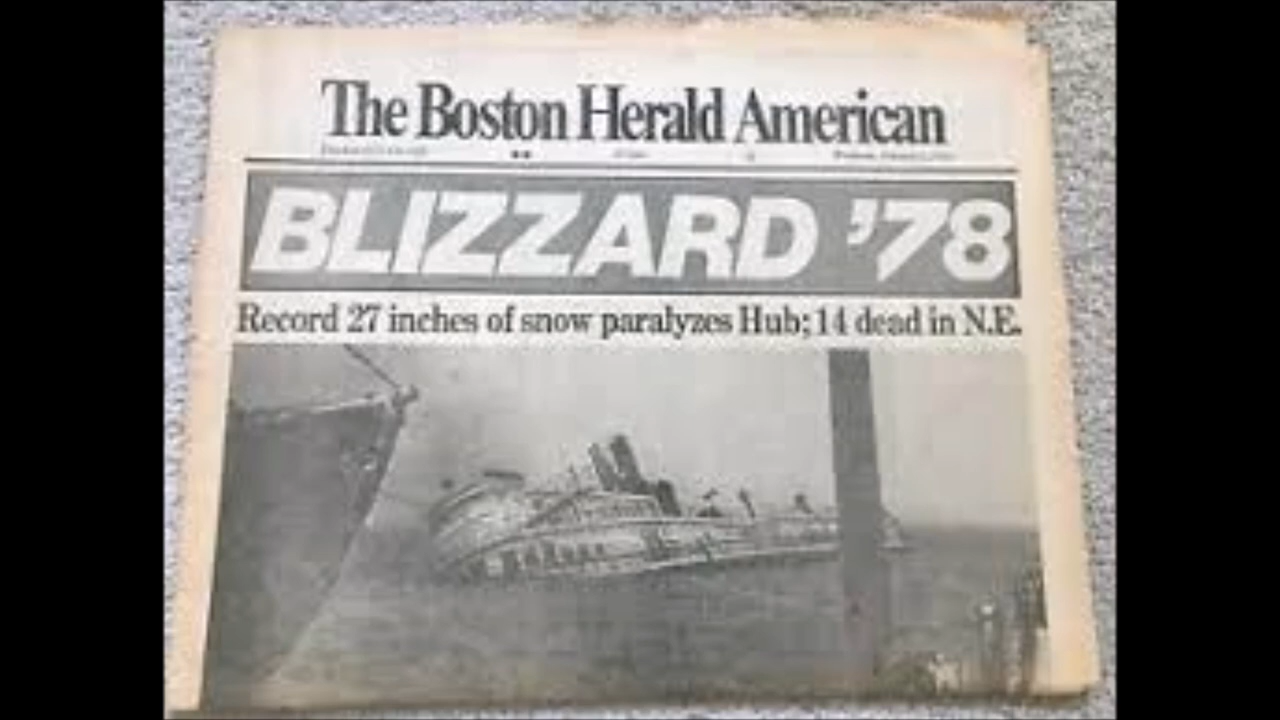 The Boston Herald American
BLIZZARD '78
Record 27 inches of snow paralyzes Hub; 14 dead in N.E.